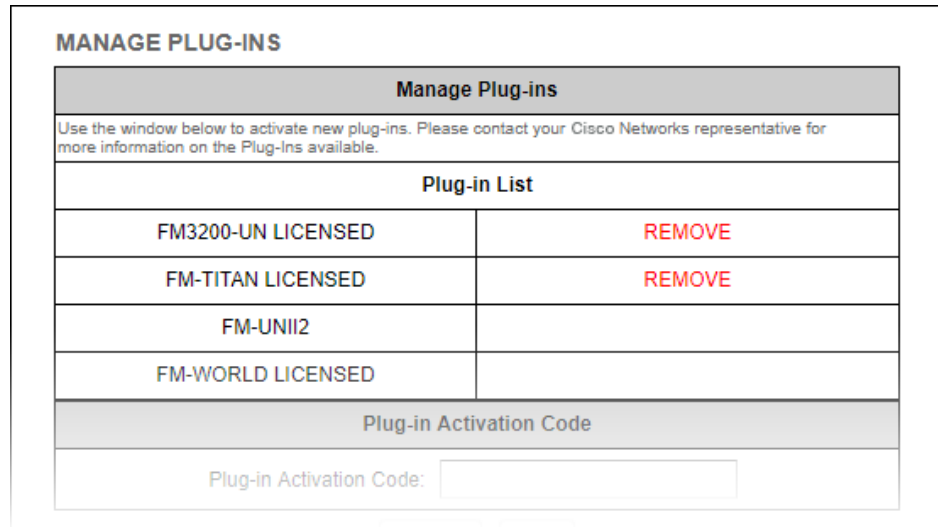 MANAGE PLUG-INS
Manage Plug-ins
Use the window below to activate new plug-ins. Please contact your Cisco Networks representative for
more information on the Plug-Ins available.
Plug-in List
FM3200-UN LICENSED REMOVE
FM-TITAN LICENSED REMOVE
FM-UNII2
FM-WORLD LICENSED
Plug-in Activation Code
Plug-in Activation Code: